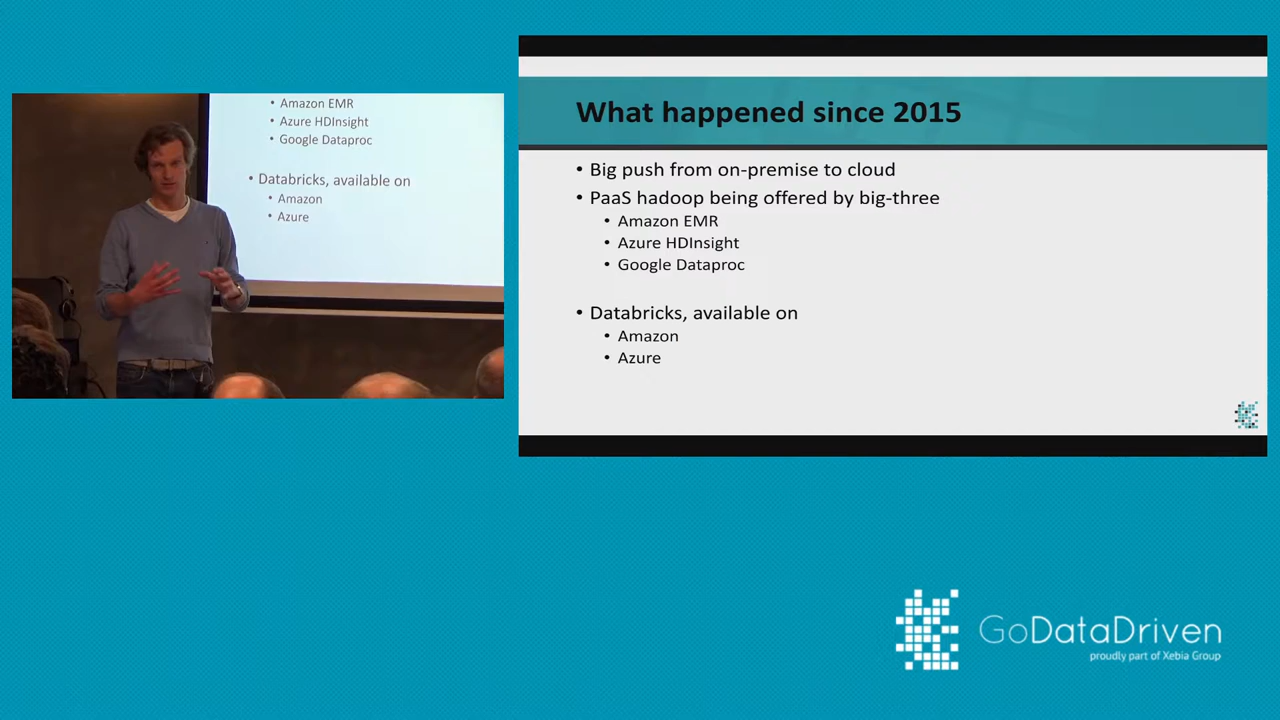 • Amazon EMR
• Azure HDInsight
• Google Dataproc
• Databricks, available on
• Amazon
• Azure
What happened since 2015
• Big push from on-premise to cloud
• PaaS hadoop being offered by big-three
• Amazon EMR
• Azure HDInsight
• Google Dataproc
• Databricks, available on
• Amazon
• Azure
GoDataDriven
proudly part of Xebia Group